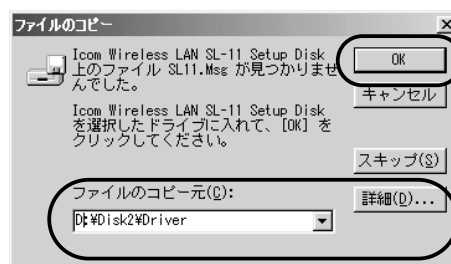 ファイルのコピー
Icom Wireless LAN SL-11 Setup Disk
上のファイル SL11.Msg が見つかりませ
んでした。
Icom Wireless LAN SL-11 Setup Disk
を選択したドライブに入れて、[OK] を
クリックしてください。
ファイルのコピー元(C):
D:¥Disk2¥Driver
OK
キャンセル
スキップ(S)
詳細(D)...